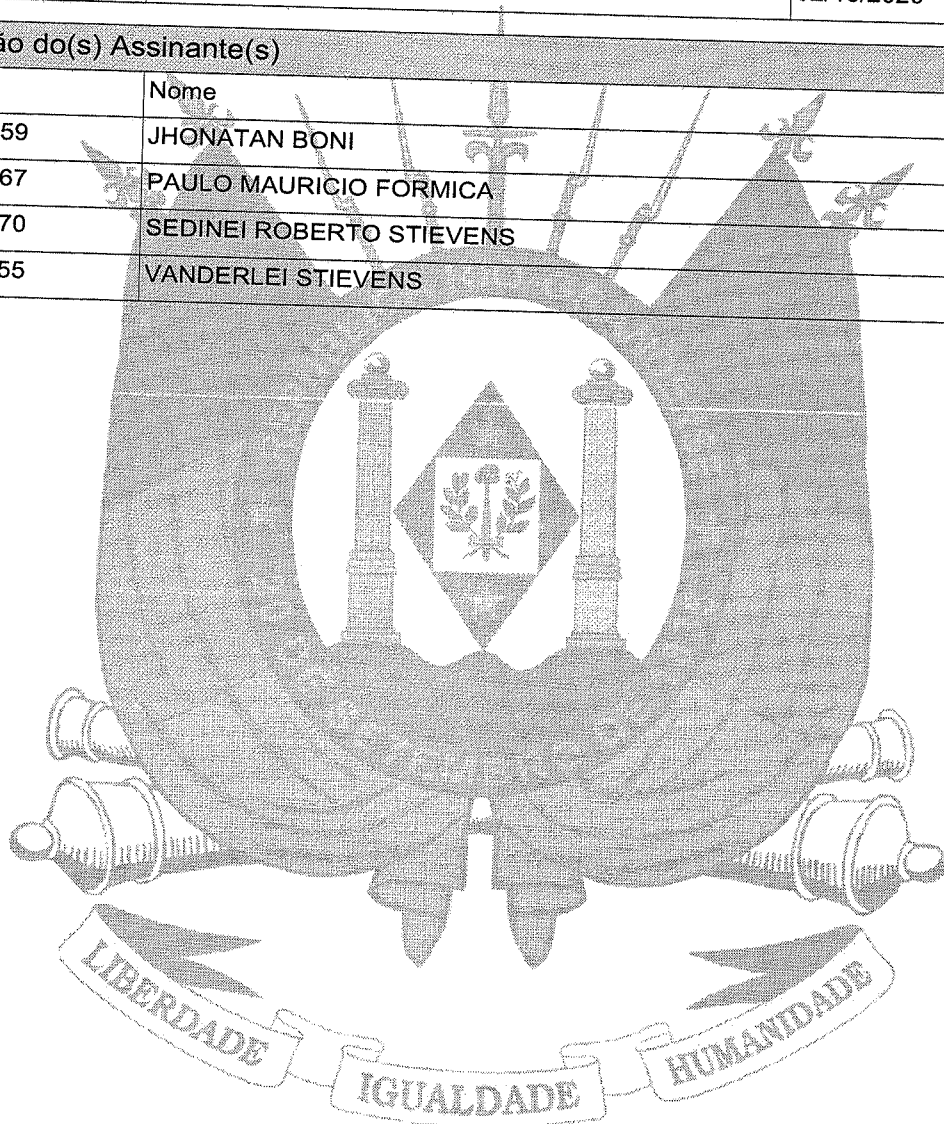 ão do(s) Assinante(s)
Nome
59 JHONATAN BONI
67 PAULO MAURICIO FORMICA
70 SEDINEI ROBERTO STIEVENS
55 VANDERLEI STIEVENS
LIBERDADE
IGUALDADE
HUMANIDADE